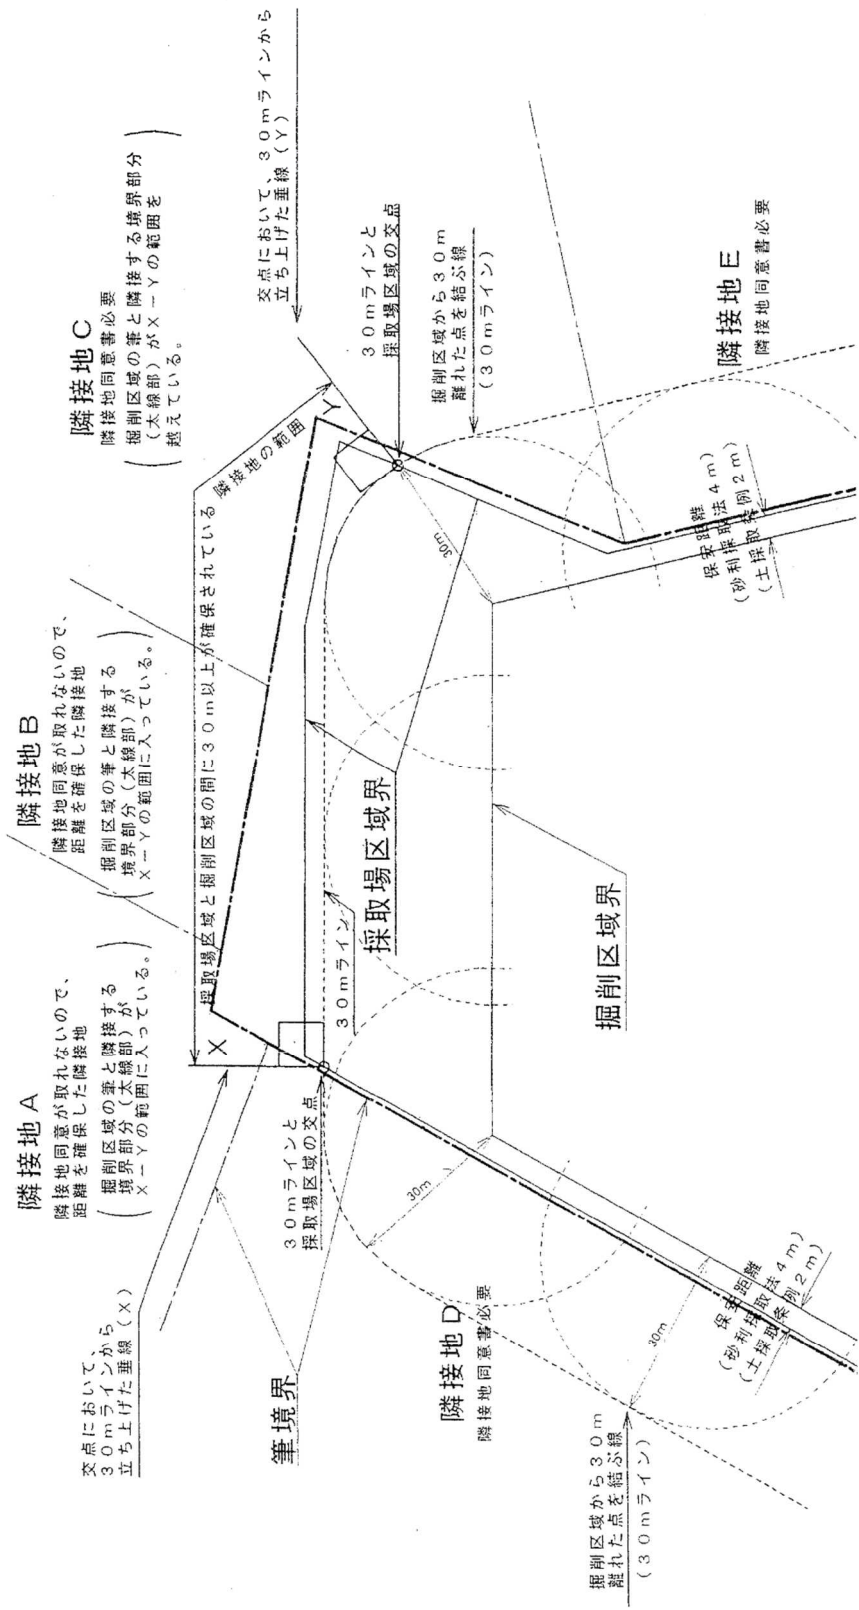 隣接地A
隣接地同意が取れないので、
距離を確保した隣接地
(掘削区域の筆と隣接する
境界部分(太線部)が
X－Yの範囲に入っている。)
隣接地B
隣接地同意が取れないので、
距離を確保した隣接地
(掘削区域の筆と隣接する
境界部分(太線部)が
X－Yの範囲に入っている。)
隣接地C
隣接地同意書必要
(掘削区域の筆と隣接する境界部分
(太線部)がX－Yの範囲を
越えている。)
交点において、
30mラインから
立ち上げた垂線(X)
採取場区域と掘削区域の間に30m以上が確保されている
隣接地の範囲
交点において、30mラインから
立ち上げた垂線(Y)
X
Y
筆境界
30mラインと
採取場区域の交点
30mライン
採取場区域界
30mラインと
採取場区域の交点
30m
30m
掘削区域から30m
離れた点を結ぶ線
(30mライン)
隣接地D
隣接地同意書必要
掘削区域界
隣接地E
隣接地同意書必要
30m
保安距離
(砂利採取法4m)
(土採取条例2m)
保安距離
(砂利採取法4m)
(土採取条例2m)
掘削区域から30m
離れた点を結ぶ線
(30mライン)